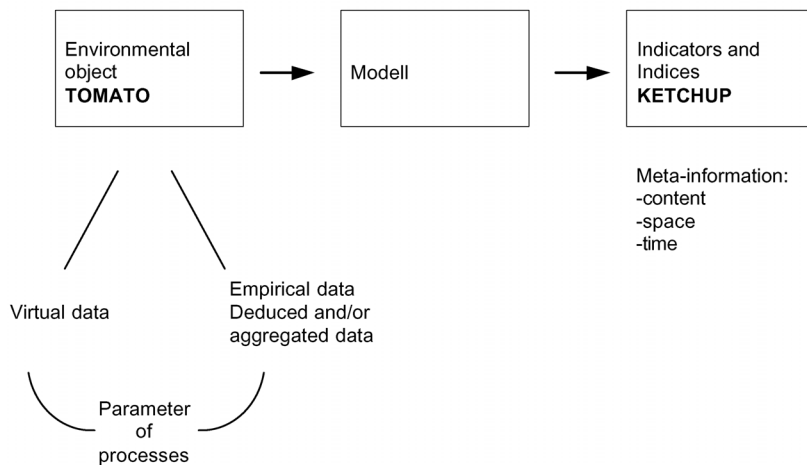 Environmental
object
TOMATO
Modell
Indicators and
Indices
KETCHUP
Meta-information:
-content
-space
-time
Virtual data
Empirical data
Deduced and/or
aggregated data
Parameter
of
processes